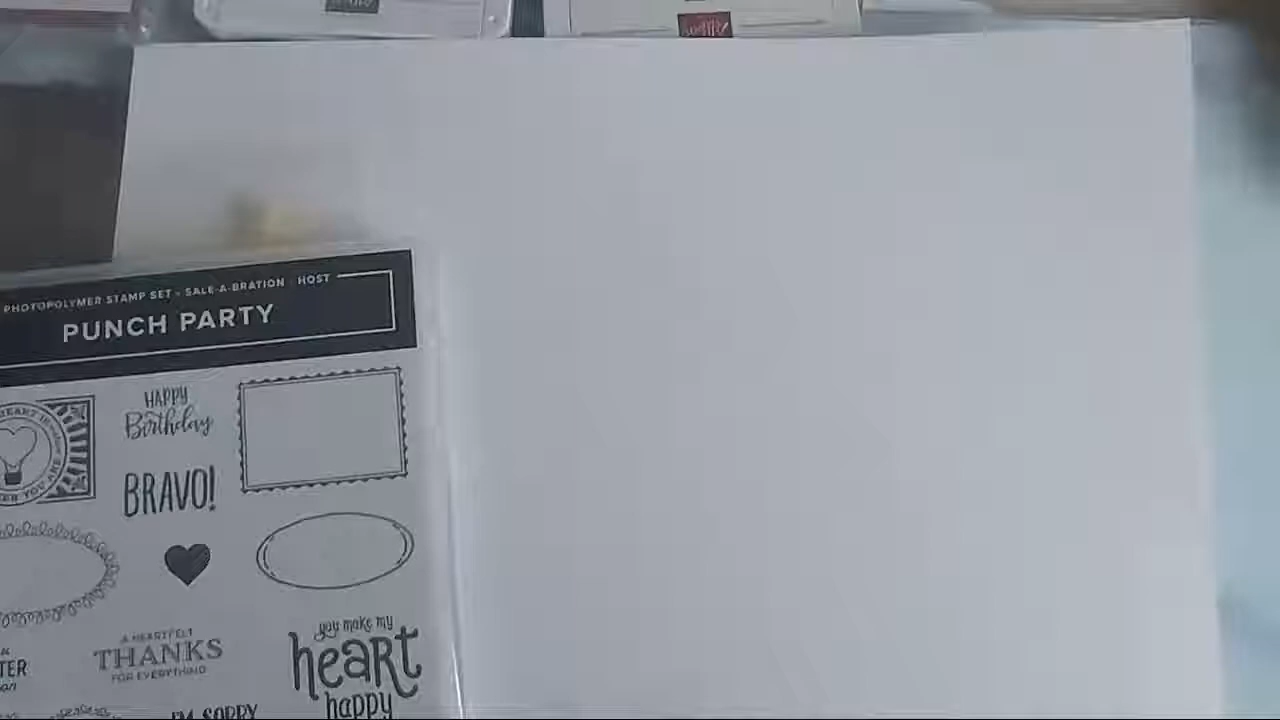 PHOTOPOLYMER STAMP SET • SALE-A-BRATION HOST
PUNCH PARTY
HAPPY
Birthday
BRAVO!
A HEARTFELT
THANKS
FOR EVERYTHING
you make my
heart
happy
I'M SORRY